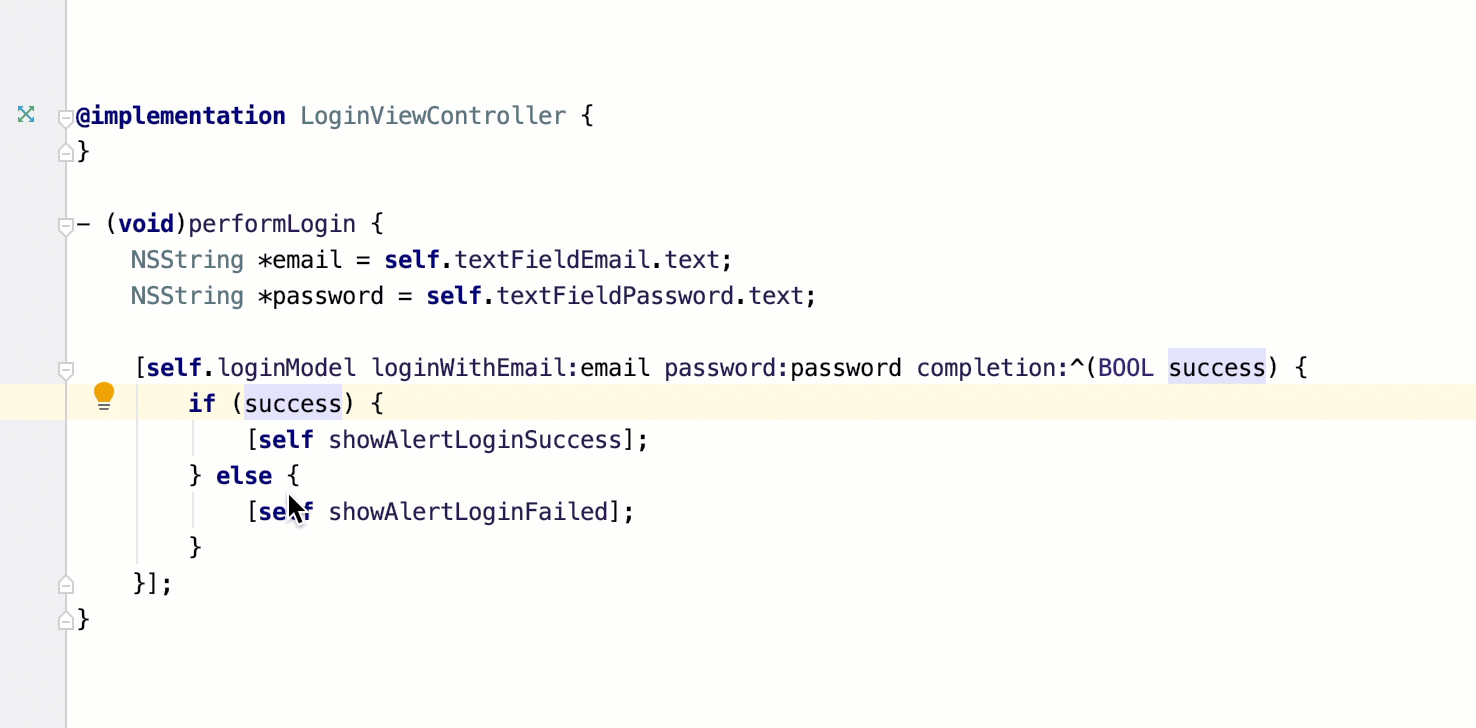 @implementation LoginViewController {
}
- (void)performLogin {
NSString *email = self.textFieldEmail.text;
NSString *password = self.textFieldPassword.text;
[self.loginModel loginWithEmail:email password:password completion:^(BOOL success) {
if (success) {
[self showAlertLoginSuccess];
} else {
[self showAlertLoginFailed];
}
}];
}